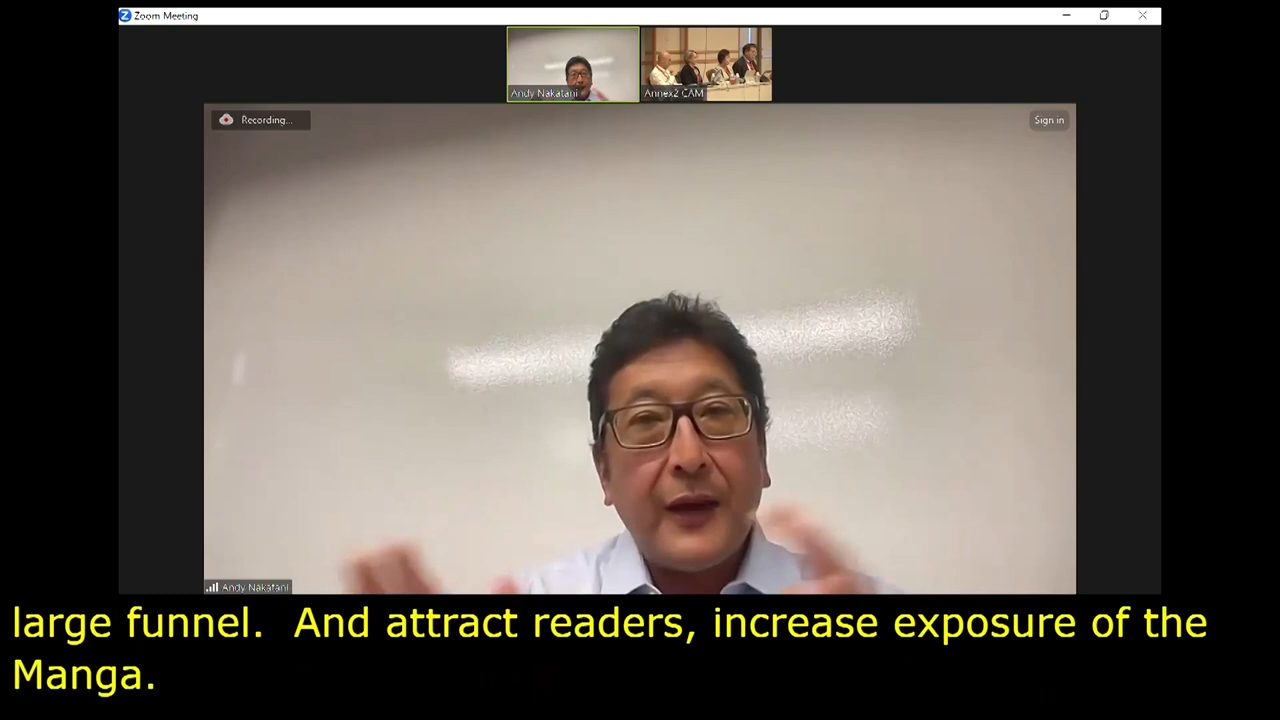 Zoom Meeting
Andy Nakatani
Annex2 CAM
Recording...
Sign in
Andy Nakatani
large funnel.  And attract readers, increase exposure of the
Manga.